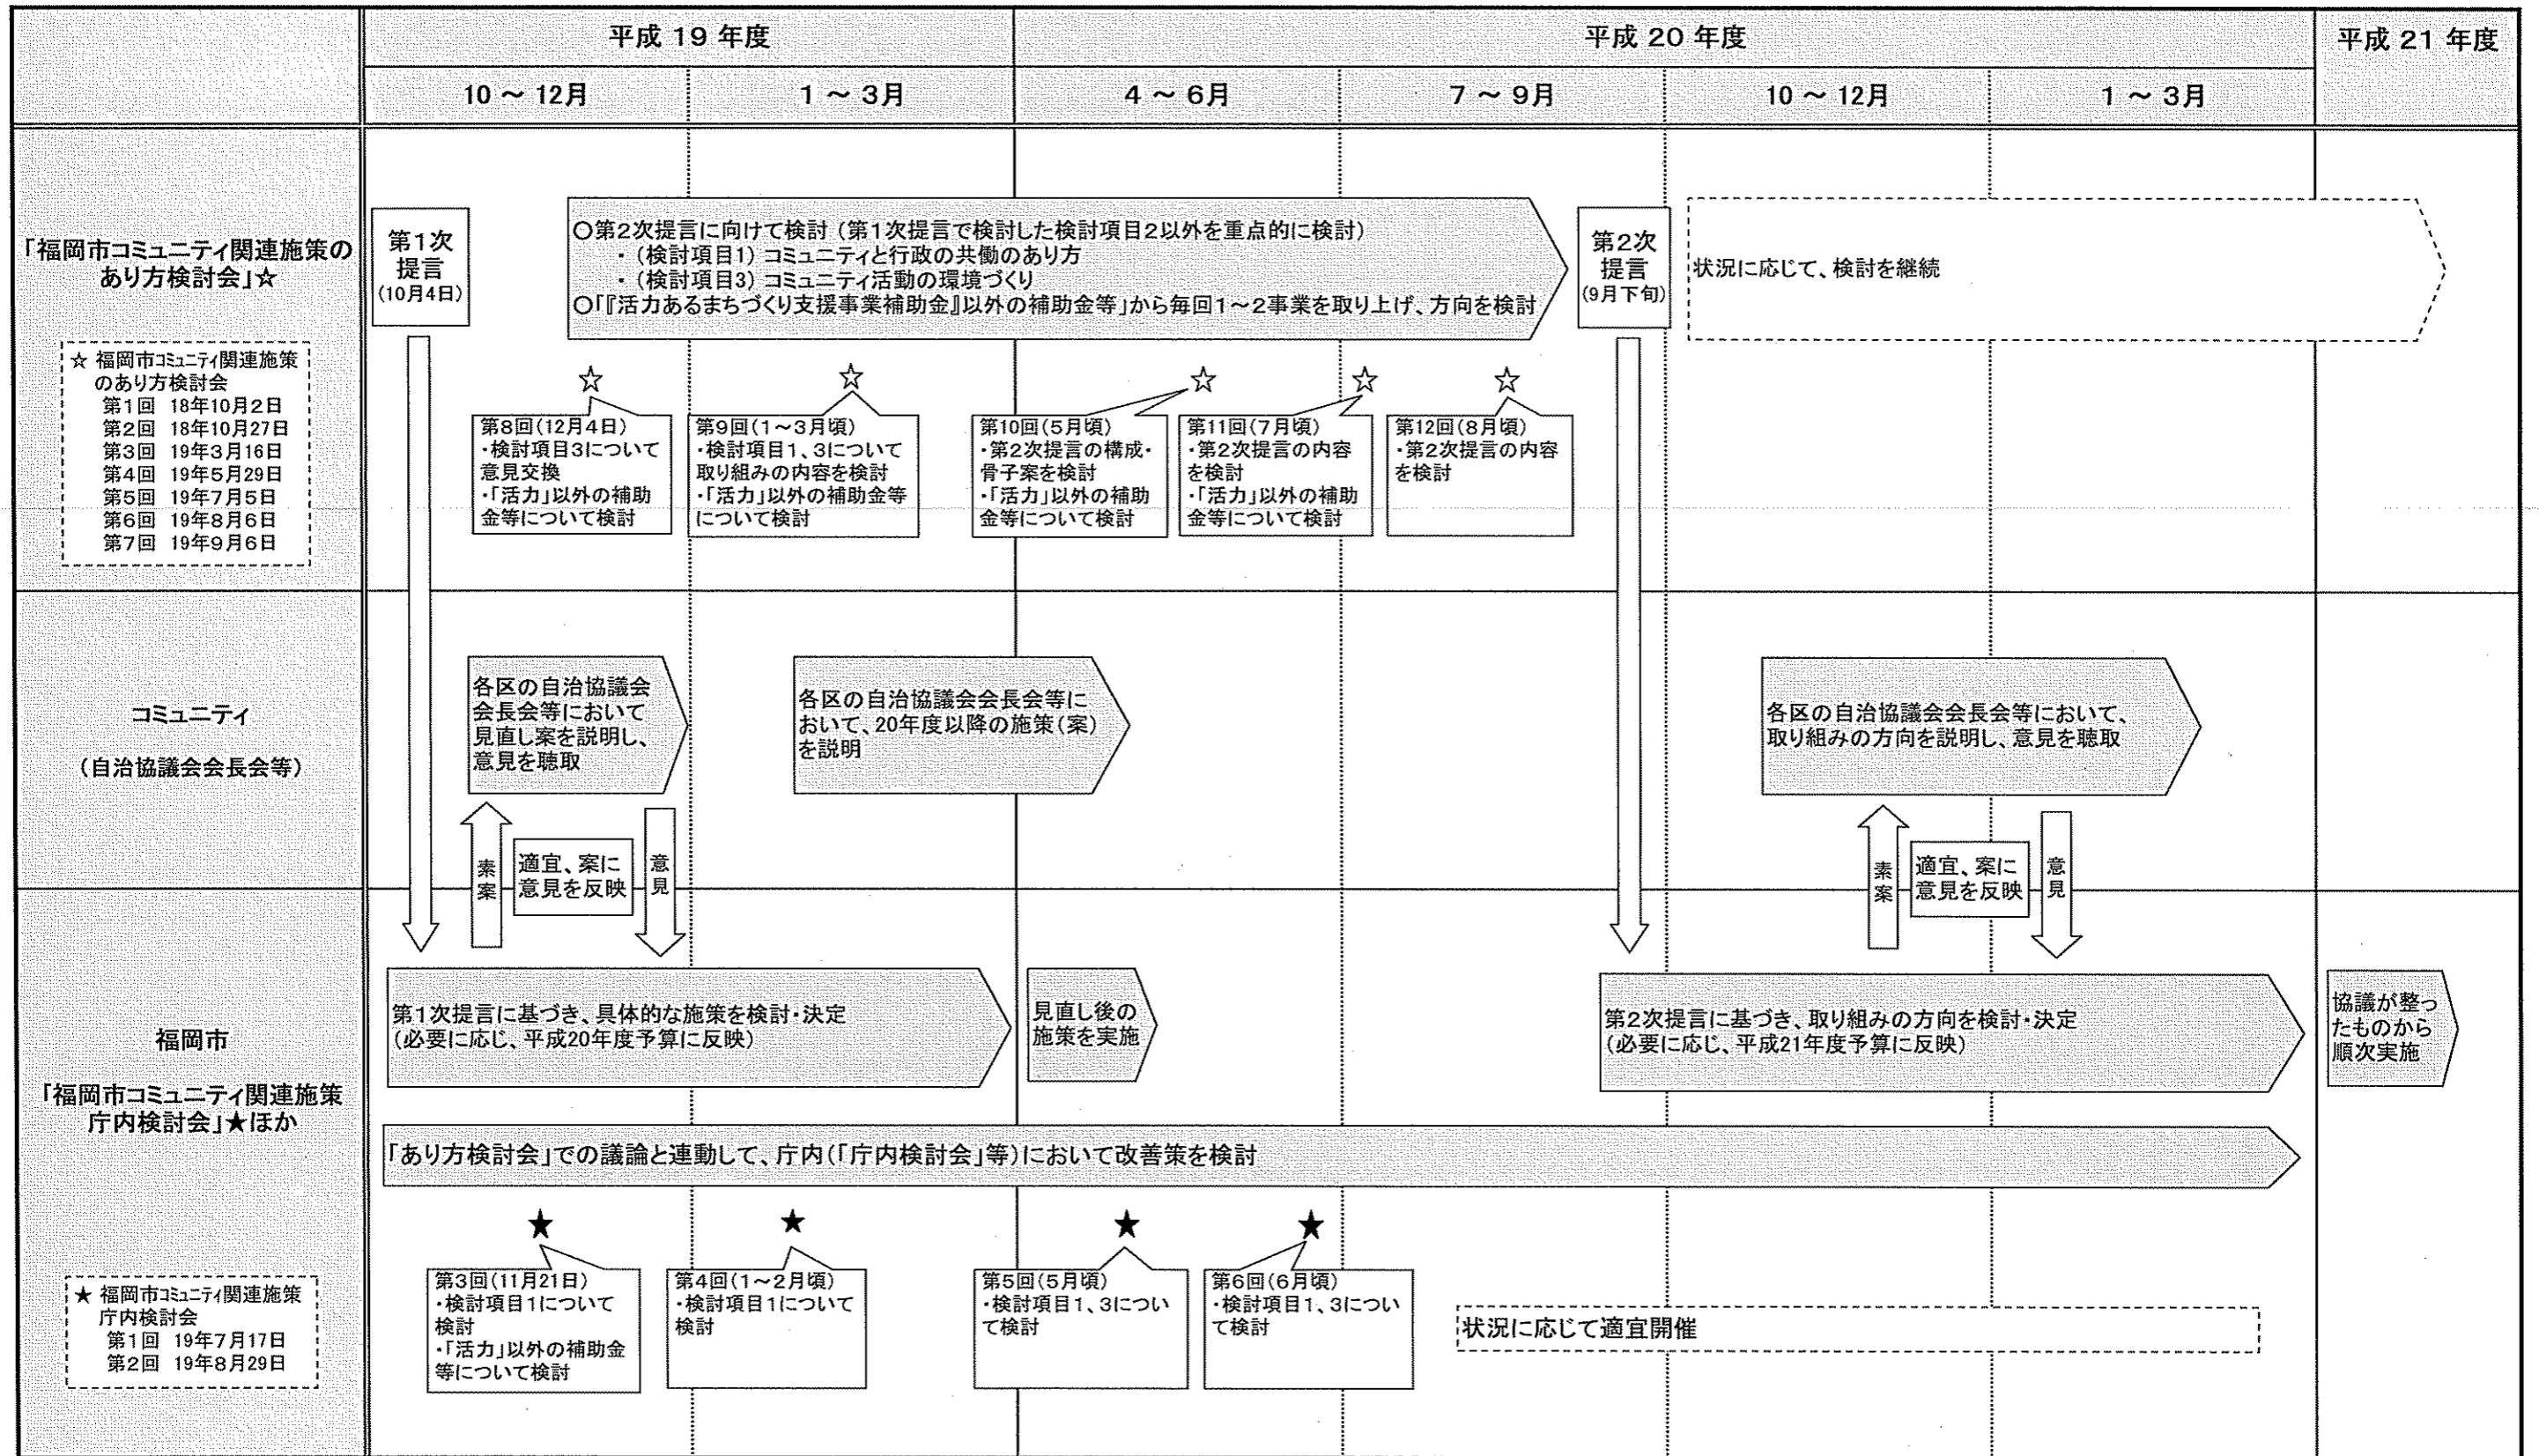 平成 19 年度
平成 20 年度
平成 21 年度
10 ～ 12月
1 ～ 3月
4 ～ 6月
7 ～ 9月
10 ～ 12月
1 ～ 3月
「福岡市コミュニティ関連施策の
あり方検討会」☆
☆ 福岡市コミュニティ関連施策
のあり方検討会
第1回 18年10月2日
第2回 18年10月27日
第3回 19年3月16日
第4回 19年5月29日
第5回 19年7月5日
第6回 19年8月6日
第7回 19年9月6日
第1次
提言
(10月4日)
○第2次提言に向けて検討 (第1次提言で検討した検討項目2以外を重点的に検討)
・ (検討項目1) コミュニティと行政の共働のあり方
・ (検討項目3) コミュニティ活動の環境づくり
○「『活力あるまちづくり支援事業補助金』以外の補助金等」から毎回1～2事業を取り上げ、方向を検討
第2次
提言
(9月下旬)
状況に応じて、検討を継続
☆
☆
☆
☆
☆
第8回(12月4日)
・検討項目3について
意見交換
・「活力」以外の補助
金等について検討
第9回(1～3月頃)
・検討項目1、3について
取り組みの内容を検討
・「活力」以外の補助金等
について検討
第10回(5月頃)
・第2次提言の構成・
骨子案を検討
・「活力」以外の補助
金等について検討
第11回(7月頃)
・第2次提言の内容
を検討
・「活力」以外の補助
金等について検討
第12回(8月頃)
・第2次提言の内容
を検討
コミュニティ
(自治協議会会長会等)
各区の自治協議会
会長会等において
見直し案を説明し、
意見を聴取
各区の自治協議会会長会等に
おいて、20年度以降の施策(案)
を説明
各区の自治協議会会長会等において、
取り組みの方向を説明し、意見を聴取
素案
適宜、案に
意見を反映
意見
素案
適宜、案に
意見を反映
意見
福岡市
「福岡市コミュニティ関連施策
庁内検討会」★ほか
★ 福岡市コミュニティ関連施策
庁内検討会
第1回 19年7月17日
第2回 19年8月29日
第1次提言に基づき、具体的な施策を検討・決定
(必要に応じ、平成20年度予算に反映)
見直し後の
施策を実施
第2次提言に基づき、取り組みの方向を検討・決定
(必要に応じ、平成21年度予算に反映)
協議が整っ
たものから
順次実施
「あり方検討会」での議論と連動して、庁内(「庁内検討会」等)において改善策を検討
★
★
★
★
第3回(11月21日)
・検討項目1について
検討
・「活力」以外の補助金
等について検討
第4回(1～2月頃)
・検討項目1について
検討
第5回(5月頃)
・検討項目1、3につい
て検討
第6回(6月頃)
・検討項目1、3につい
て検討
状況に応じて適宜開催